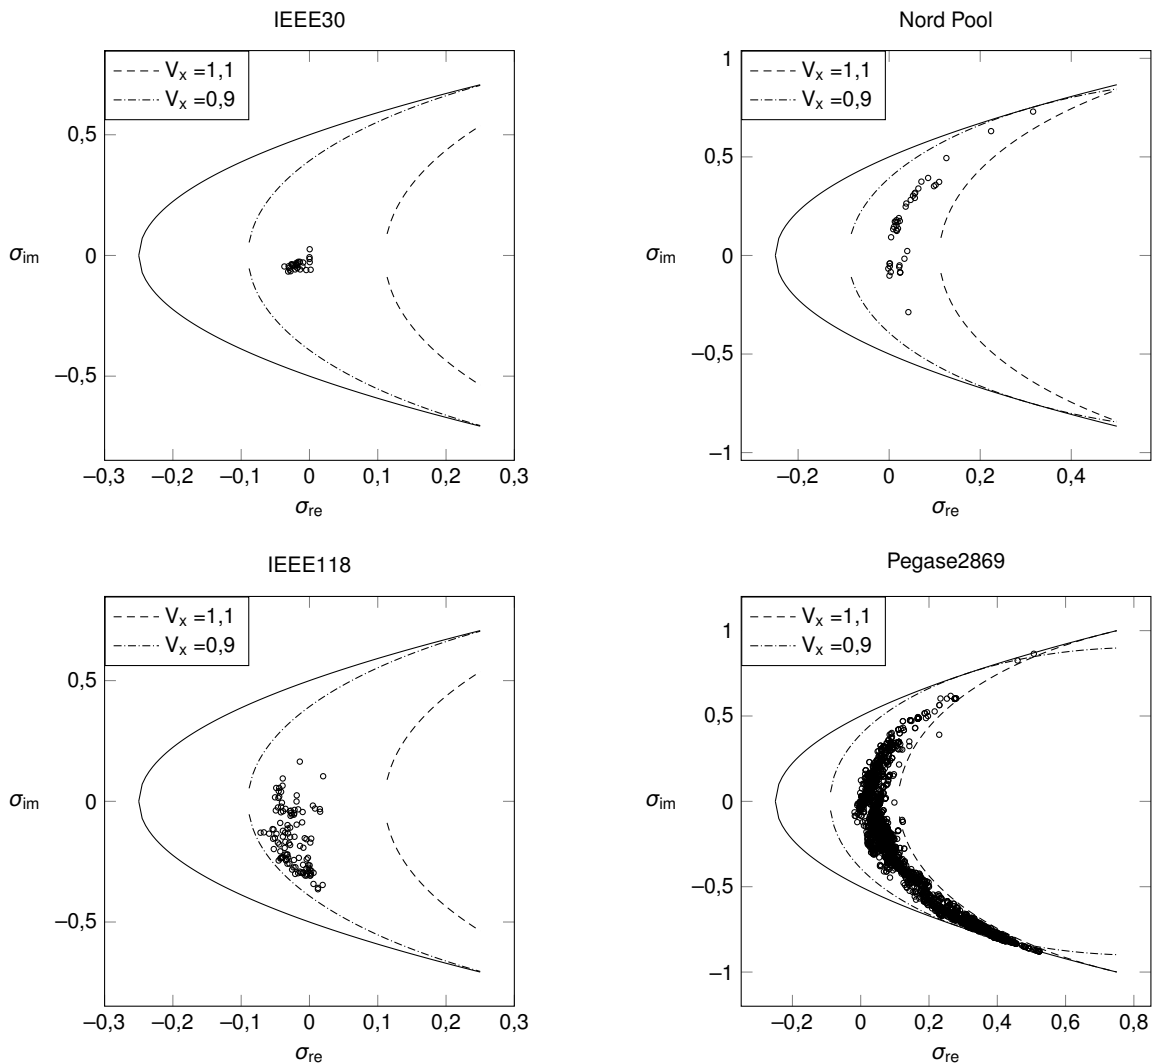 IEEE30
V_x =1,1
V_x =0,9
0,5
0
−0,5
σ_im
−0,3 −0,2 −0,1 0 0,1 0,2 0,3
σ_re
Nord Pool
V_x =1,1
V_x =0,9
1
0,5
0
−0,5
−1
σ_im
−0,2 0 0,2 0,4
σ_re
IEEE118
V_x =1,1
V_x =0,9
0,5
0
−0,5
σ_im
−0,3 −0,2 −0,1 0 0,1 0,2 0,3
σ_re
Pegase2869
V_x =1,1
V_x =0,9
1
0,5
0
−0,5
−1
σ_im
−0,2 0 0,2 0,4 0,6 0,8
σ_re